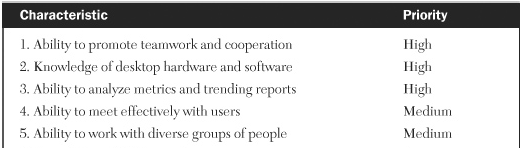 Characteristic Priority
1. Ability to promote teamwork and cooperation High
2. Knowledge of desktop hardware and software High
3. Ability to analyze metrics and trending reports High
4. Ability to meet effectively with users Medium
5. Ability to work with diverse groups of people Medium